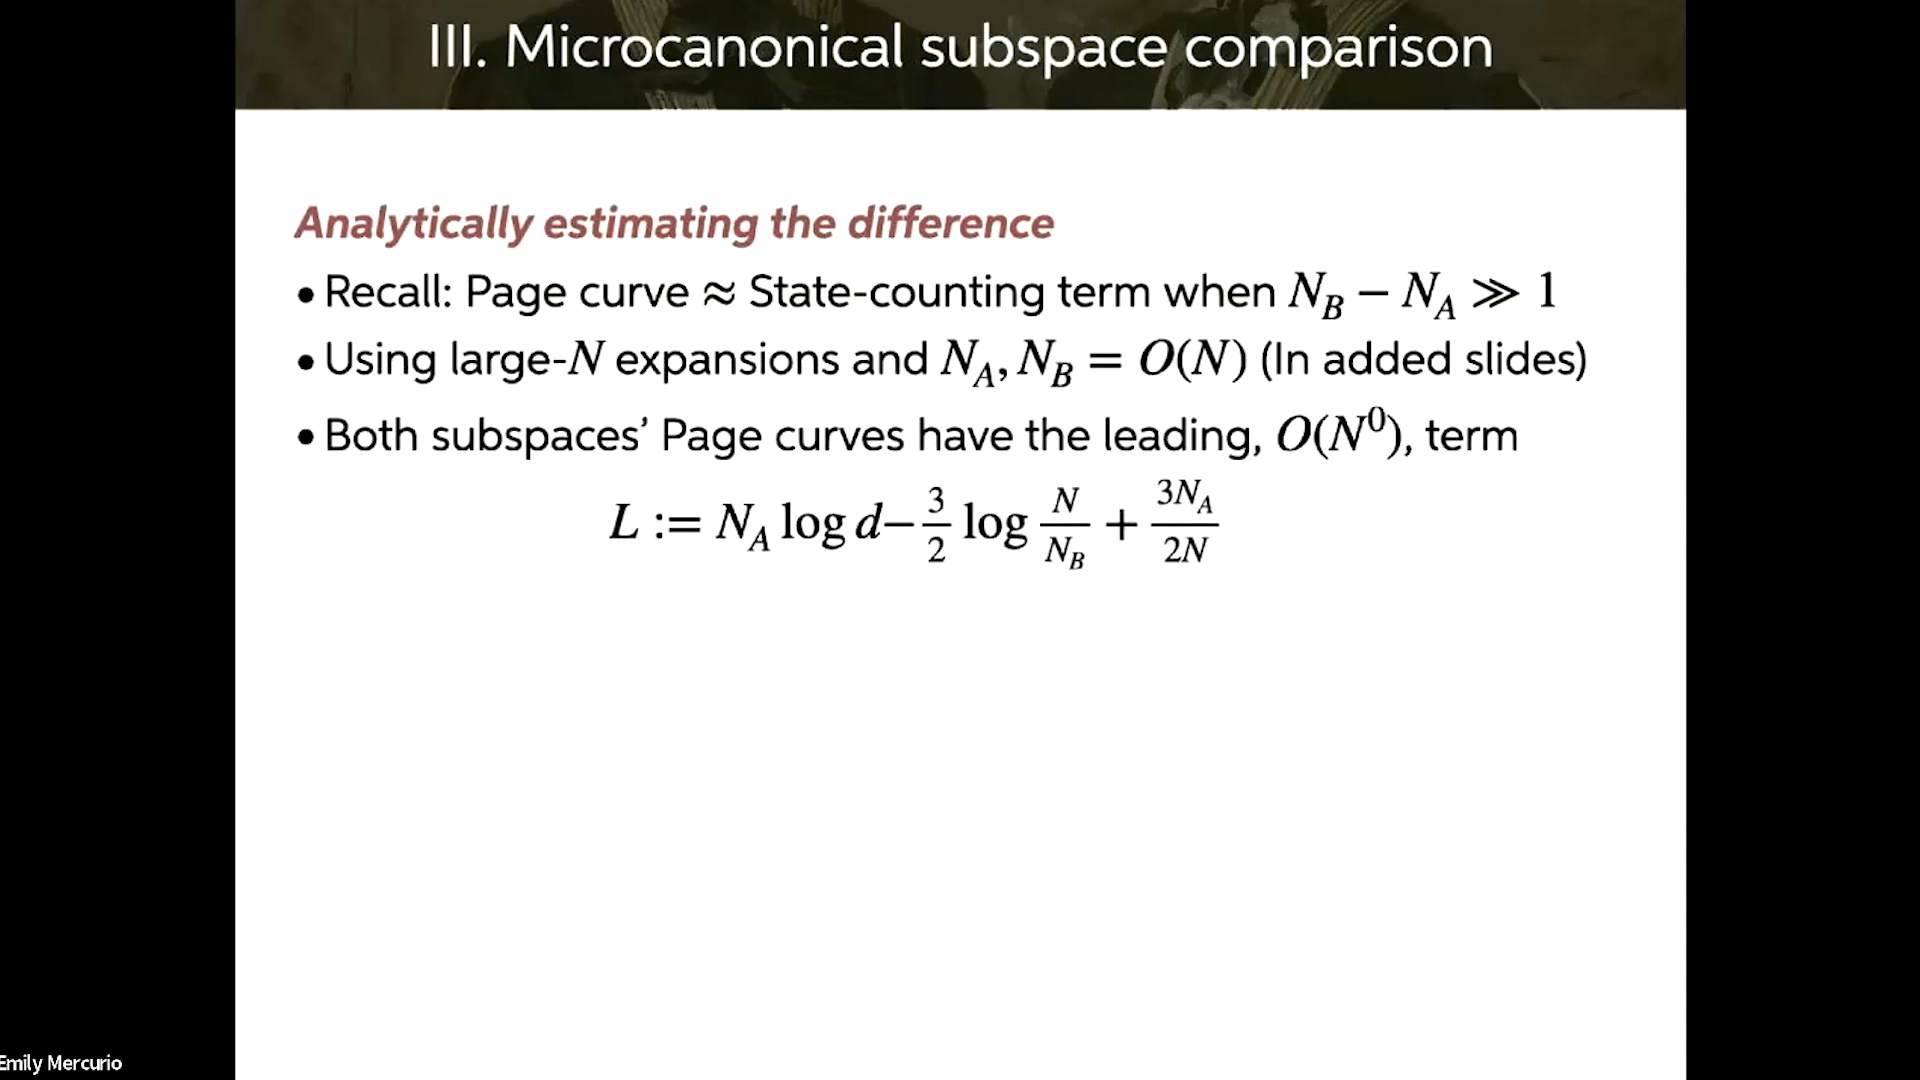 III. Microcanonical subspace comparison
Analytically estimating the difference
• Recall: Page curve ≈ State-counting term when N_B − N_A ≫ 1
• Using large-N expansions and N_A, N_B = O(N) (In added slides)
• Both subspaces’ Page curves have the leading, O(N⁰), term
L := N_A log d − 3/2 log N/N_B + 3N_A/2N
Emily Mercurio